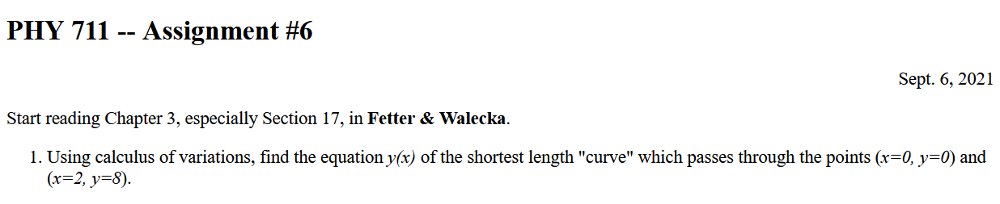 PHY 711 -- Assignment #6
Sept. 6, 2021
Start reading Chapter 3, especially Section 17, in Fetter & Walecka.
1. Using calculus of variations, find the equation y(x) of the shortest length "curve" which passes through the points (x=0, y=0) and
(x=2, y=8).